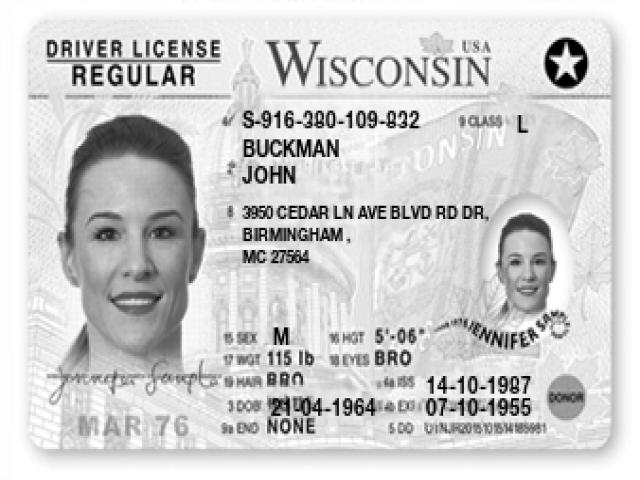 DRIVER LICENSE
REGULAR
WISCONSIN USA
4d S-916-380-109-832 9 CLASS L
BUCKMAN
2 JOHN
8 3950 CEDAR LN AVE BLVD RD DR,
BIRMINGHAM ,
MC 27564
15 SEX M 16 HGT 5'-06"
17 WGT 115 lb 18 EYES BRO
19 HAIR BRO 4a ISS 14-10-1987
3 DOB 21-04-1964 4b EXP 07-10-1955
9a END NONE 5 DD
JENNIFER SAMPLE
Jennifer Sample
MAR 76
DONOR